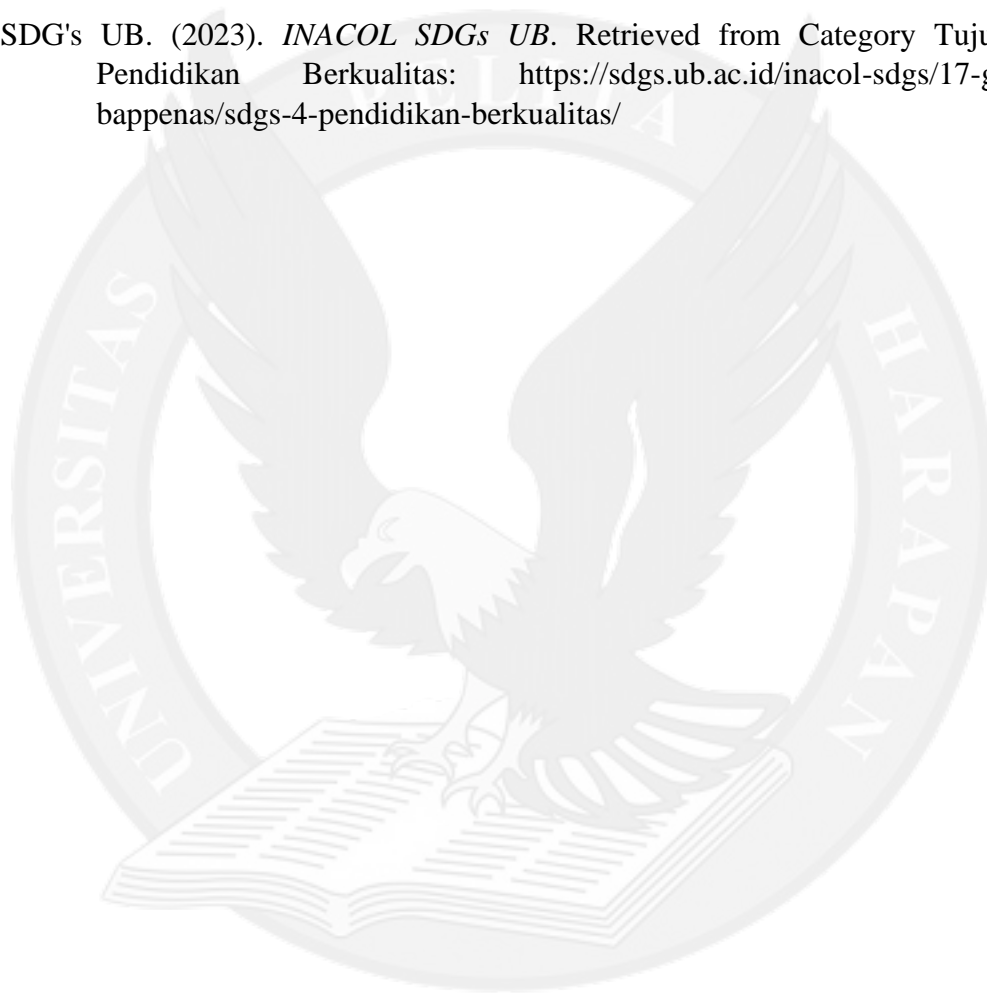 SDG's UB. (2023). INACOL SDGs UB. Retrieved from Category Tuju
Pendidikan Berkualitas: https://sdgs.ub.ac.id/inacol-sdgs/17-g
bappenas/sdgs-4-pendidikan-berkualitas/
UNIVERSITAS PELITA HARAPAN